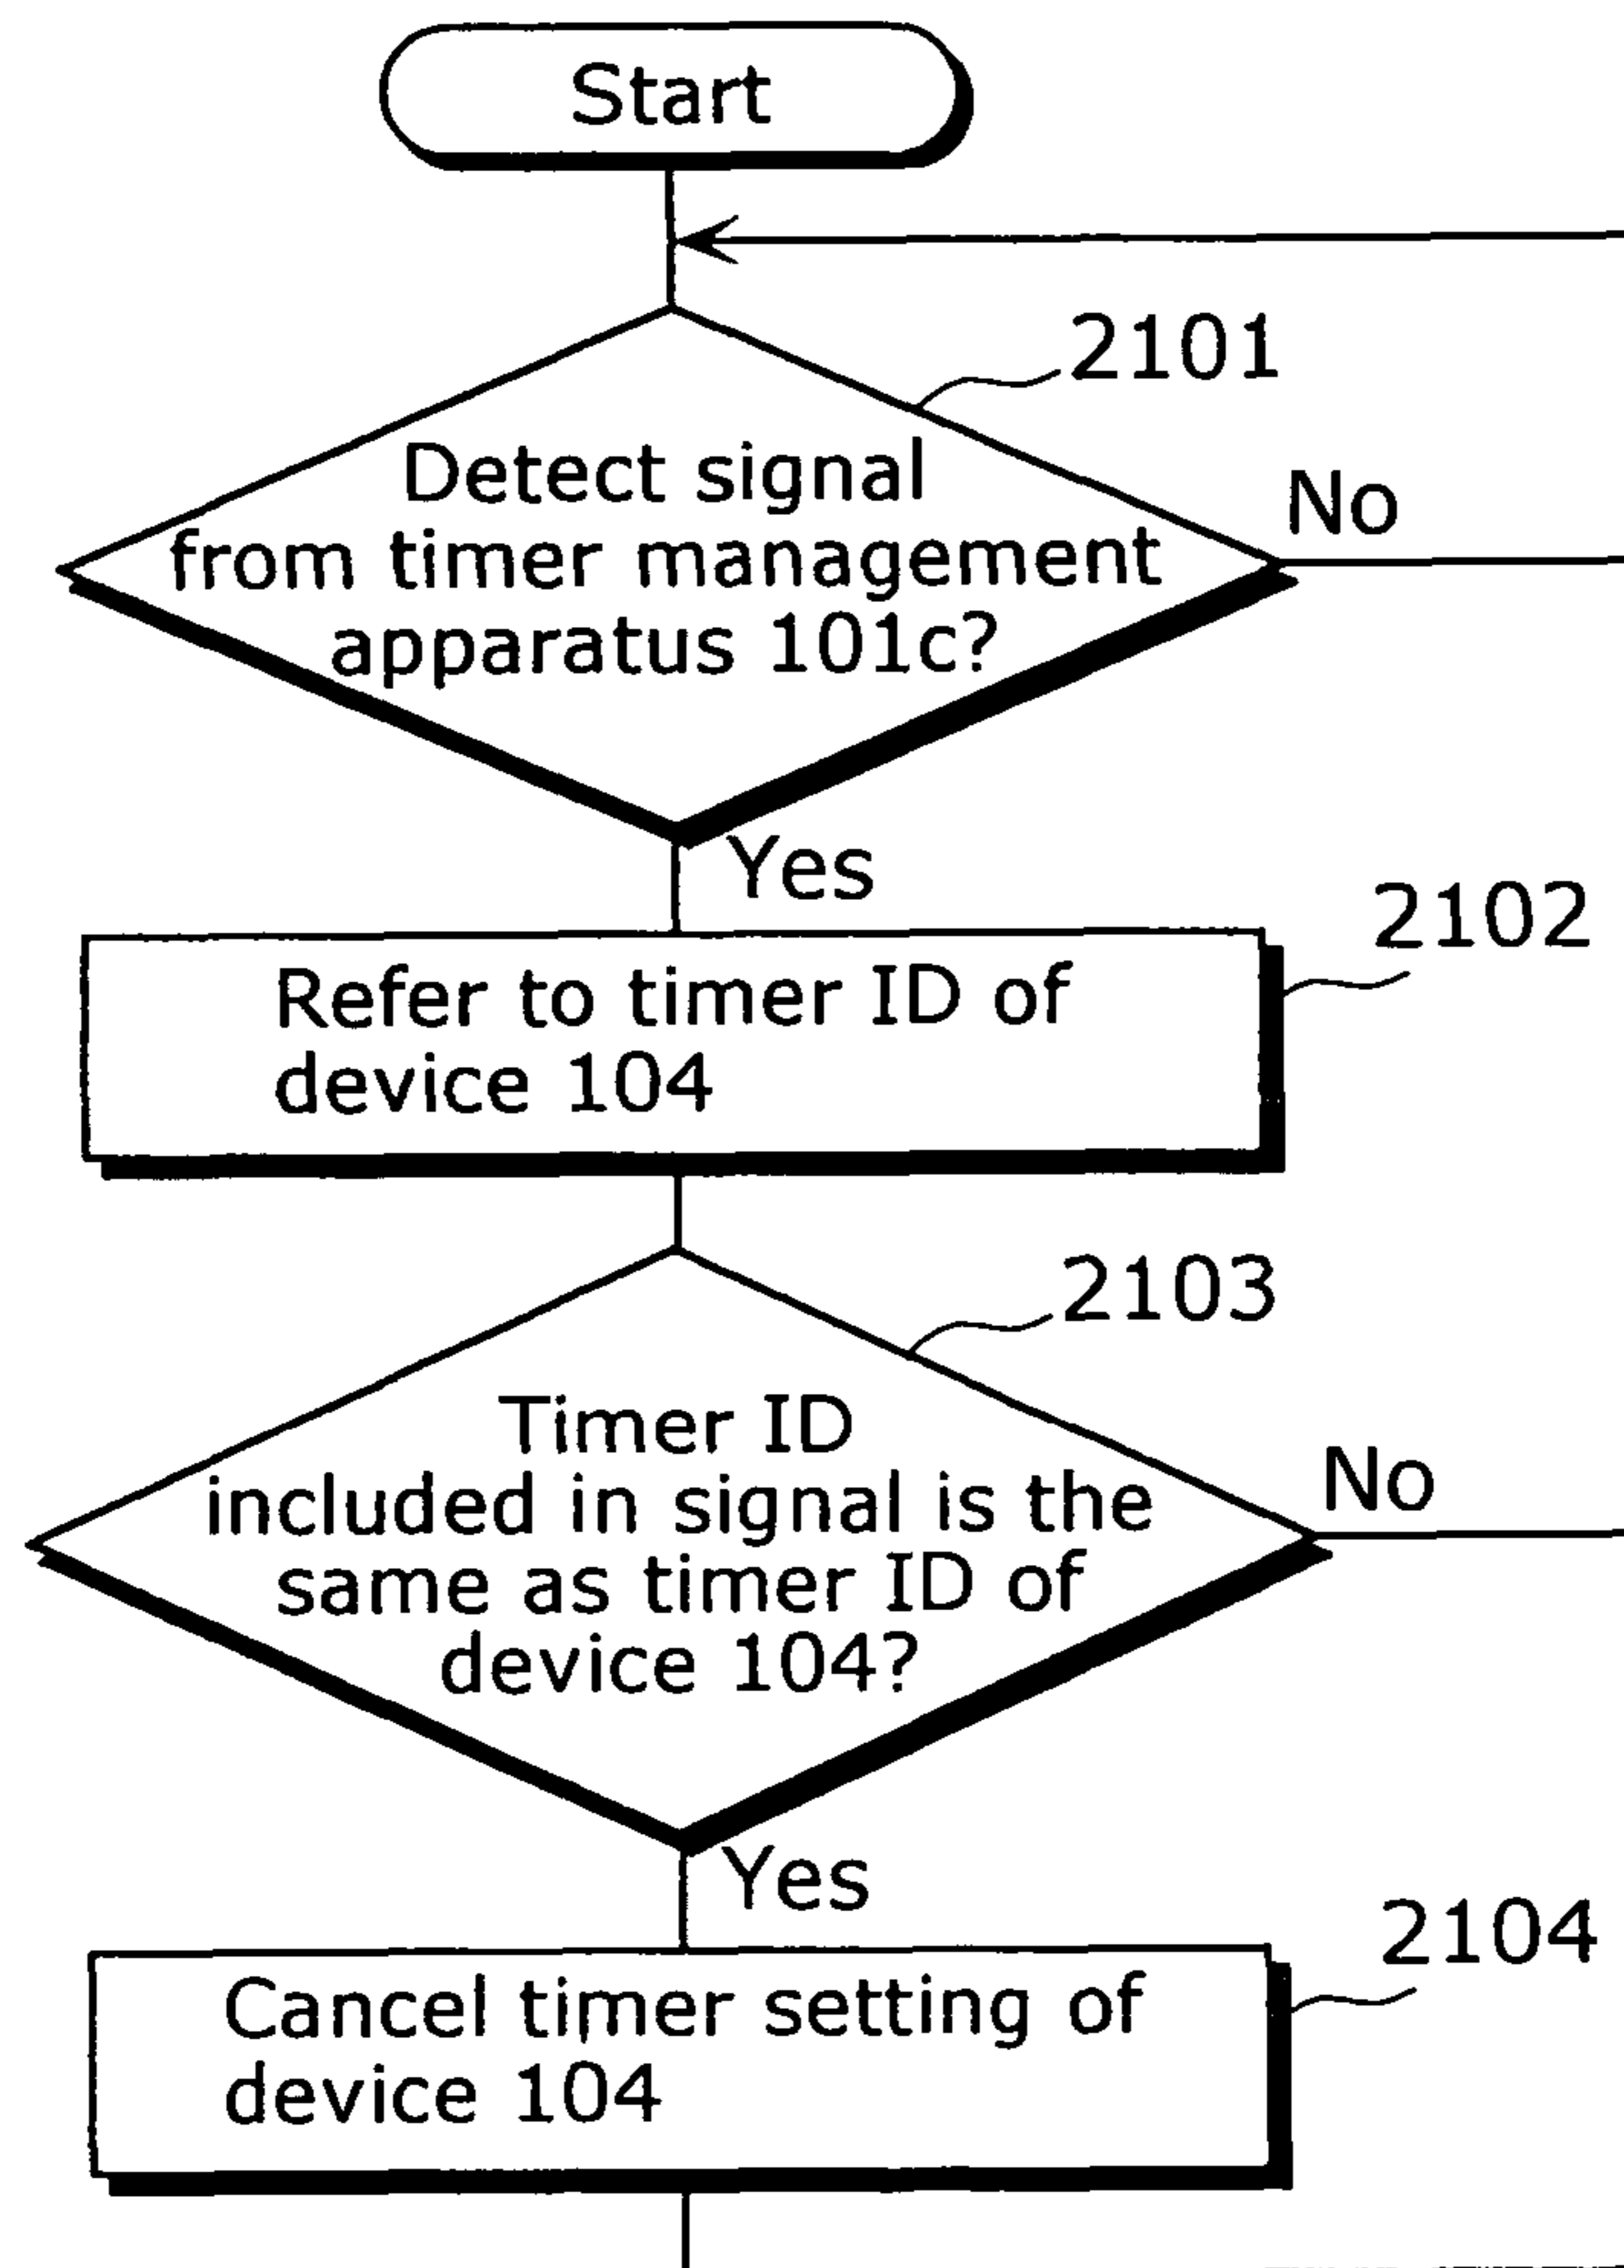 Start
2101
Detect signal
from timer management
apparatus 101c?
No
Yes
2102
Refer to timer ID of
device 104
2103
Timer ID
included in signal is the
same as timer ID of
device 104?
No
Yes
2104
Cancel timer setting of
device 104